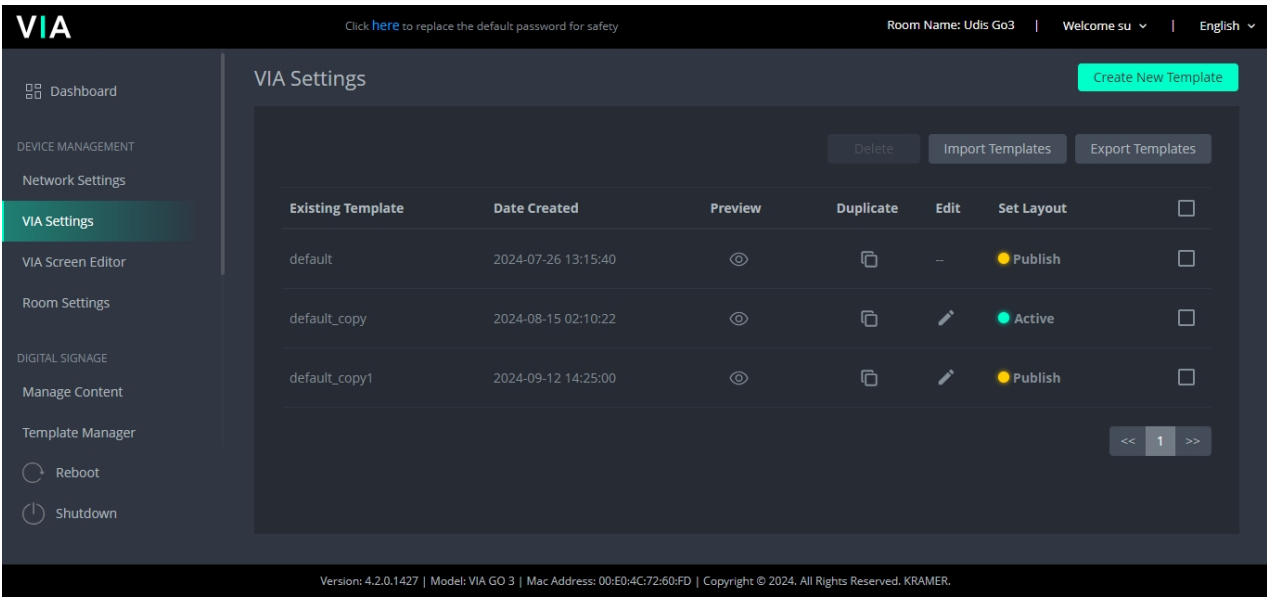 VIA
Click here to replace the default password for safety
Room Name: Udis Go3 | Welcome su | English
Dashboard
DEVICE MANAGEMENT
Network Settings
VIA Settings
VIA Screen Editor
Room Settings
DIGITAL SIGNAGE
Manage Content
Template Manager
Reboot
Shutdown
VIA Settings
Create New Template
Delete Import Templates Export Templates
Existing Template Date Created Preview Duplicate Edit Set Layout
default 2024-07-26 13:15:40 -- Publish
default_copy 2024-08-15 02:10:22 Active
default_copy1 2024-09-12 14:25:00 Publish
<< 1 >>
Version: 4.2.0.1427 | Model: VIA GO 3 | Mac Address: 00:E0:4C:72:60:FD | Copyright © 2024. All Rights Reserved. KRAMER.